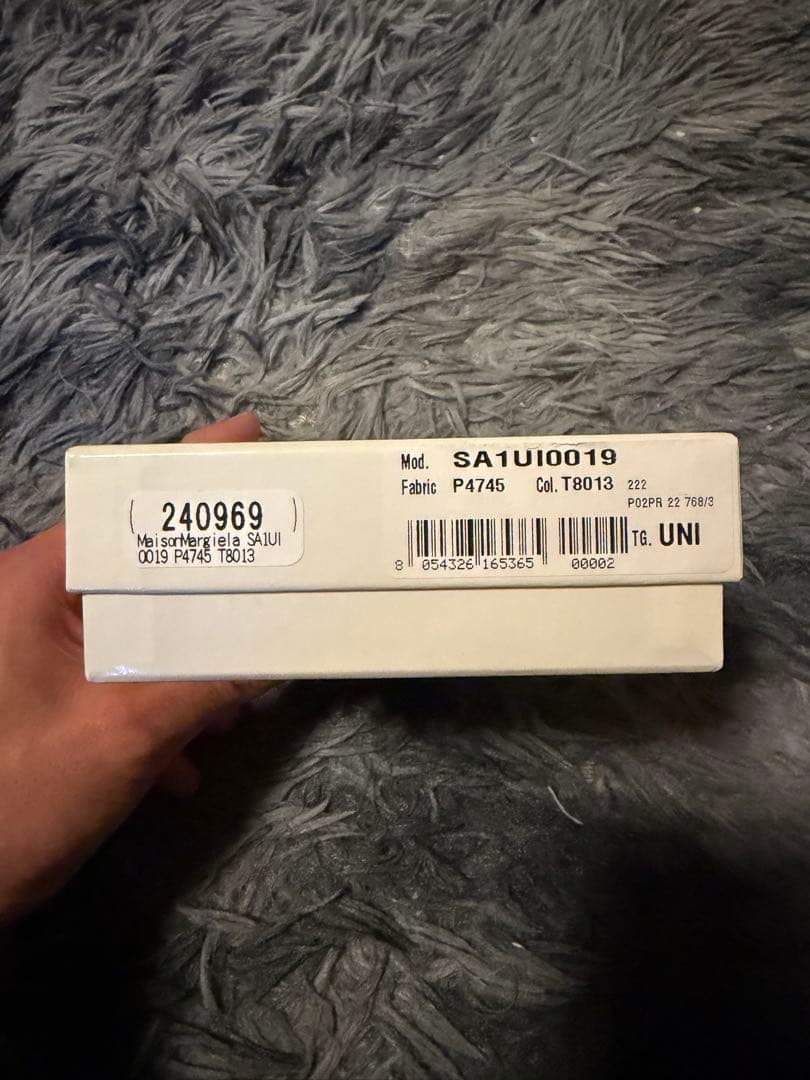 240969
MaisonMargiela SA1UI
0019 P4745 T8013
Mod. SA1UI0019
Fabric P4745 Col. T8013 222
P02PR 22 768/3
TG. UNI
8 054326 165365 00002